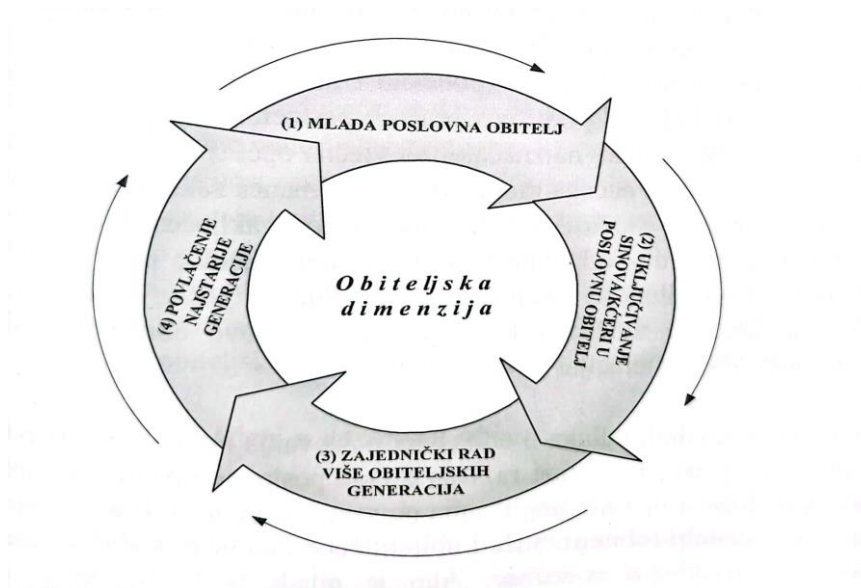 (1) MLADA POSLOVNA OBITELJ
(2) UKLJUČIVANJE
SINOVA/KĆERI U
POSLOVNU OBITELJ
(3) ZAJEDNIČKI RAD
VIŠE OBITELJSKIH
GENERACIJA
(4) POVLAČENJE
NAJSTARIJE
GENERACIJE
Obiteljska
dimenzija